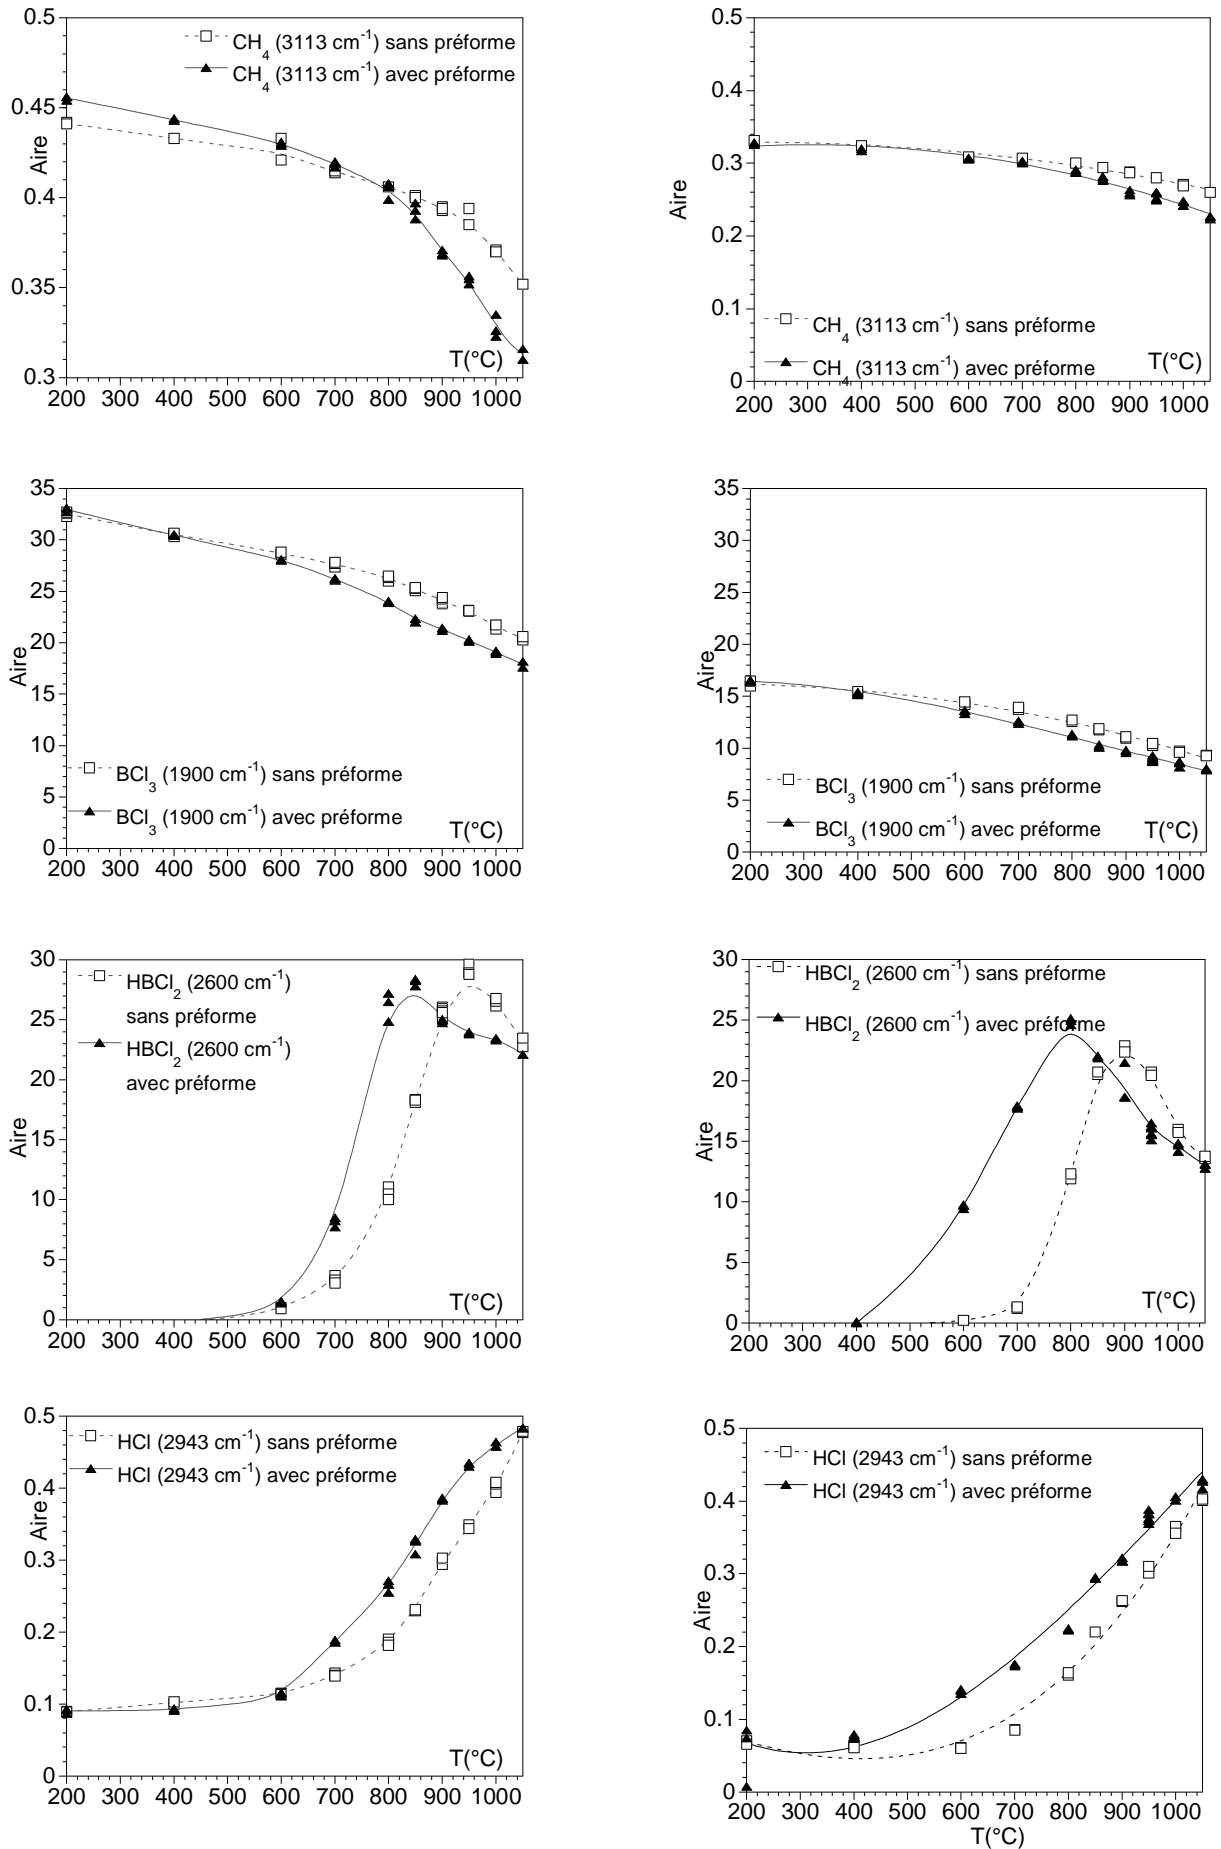 0.5
CH4 (3113 cm-1) sans préforme
CH4 (3113 cm-1) avec préforme
0.45
Aire
0.4
0.35
T(°C)
0.3
200 300 400 500 600 700 800 900 1000
0.5
0.4
0.3
Aire
0.2
0.1
CH4 (3113 cm-1) sans préforme
CH4 (3113 cm-1) avec préforme
T(°C)
0
200 300 400 500 600 700 800 900 1000
35
30
25
20
Aire
15
10
BCl3 (1900 cm-1) sans préforme
5
BCl3 (1900 cm-1) avec préforme
T(°C)
0
200 300 400 500 600 700 800 900 1000
35
30
25
20
Aire
15
10
BCl3 (1900 cm-1) sans préforme
5
BCl3 (1900 cm-1) avec préforme
T(°C)
0
200 300 400 500 600 700 800 900 1000
30
HBCl2 (2600 cm-1)
sans préforme
25
HBCl2 (2600 cm-1)
avec préforme
20
15
Aire
10
5
T(°C)
0
200 300 400 500 600 700 800 900 1000
30
HBCl2 (2600 cm-1) sans préforme
25
HBCl2 (2600 cm-1) avec préforme
20
15
Aire
10
5
T(°C)
0
200 300 400 500 600 700 800 900 1000
0.5
HCl (2943 cm-1) sans préforme
HCl (2943 cm-1) avec préforme
0.4
Aire
0.3
0.2
0.1
T(°C)
0
200 300 400 500 600 700 800 900 1000
0.5
HCl (2943 cm-1) sans préforme
HCl (2943 cm-1) avec préforme
0.4
0.3
Aire
0.2
0.1
0
200 300 400 500 600 700 800 900 1000
T(°C)